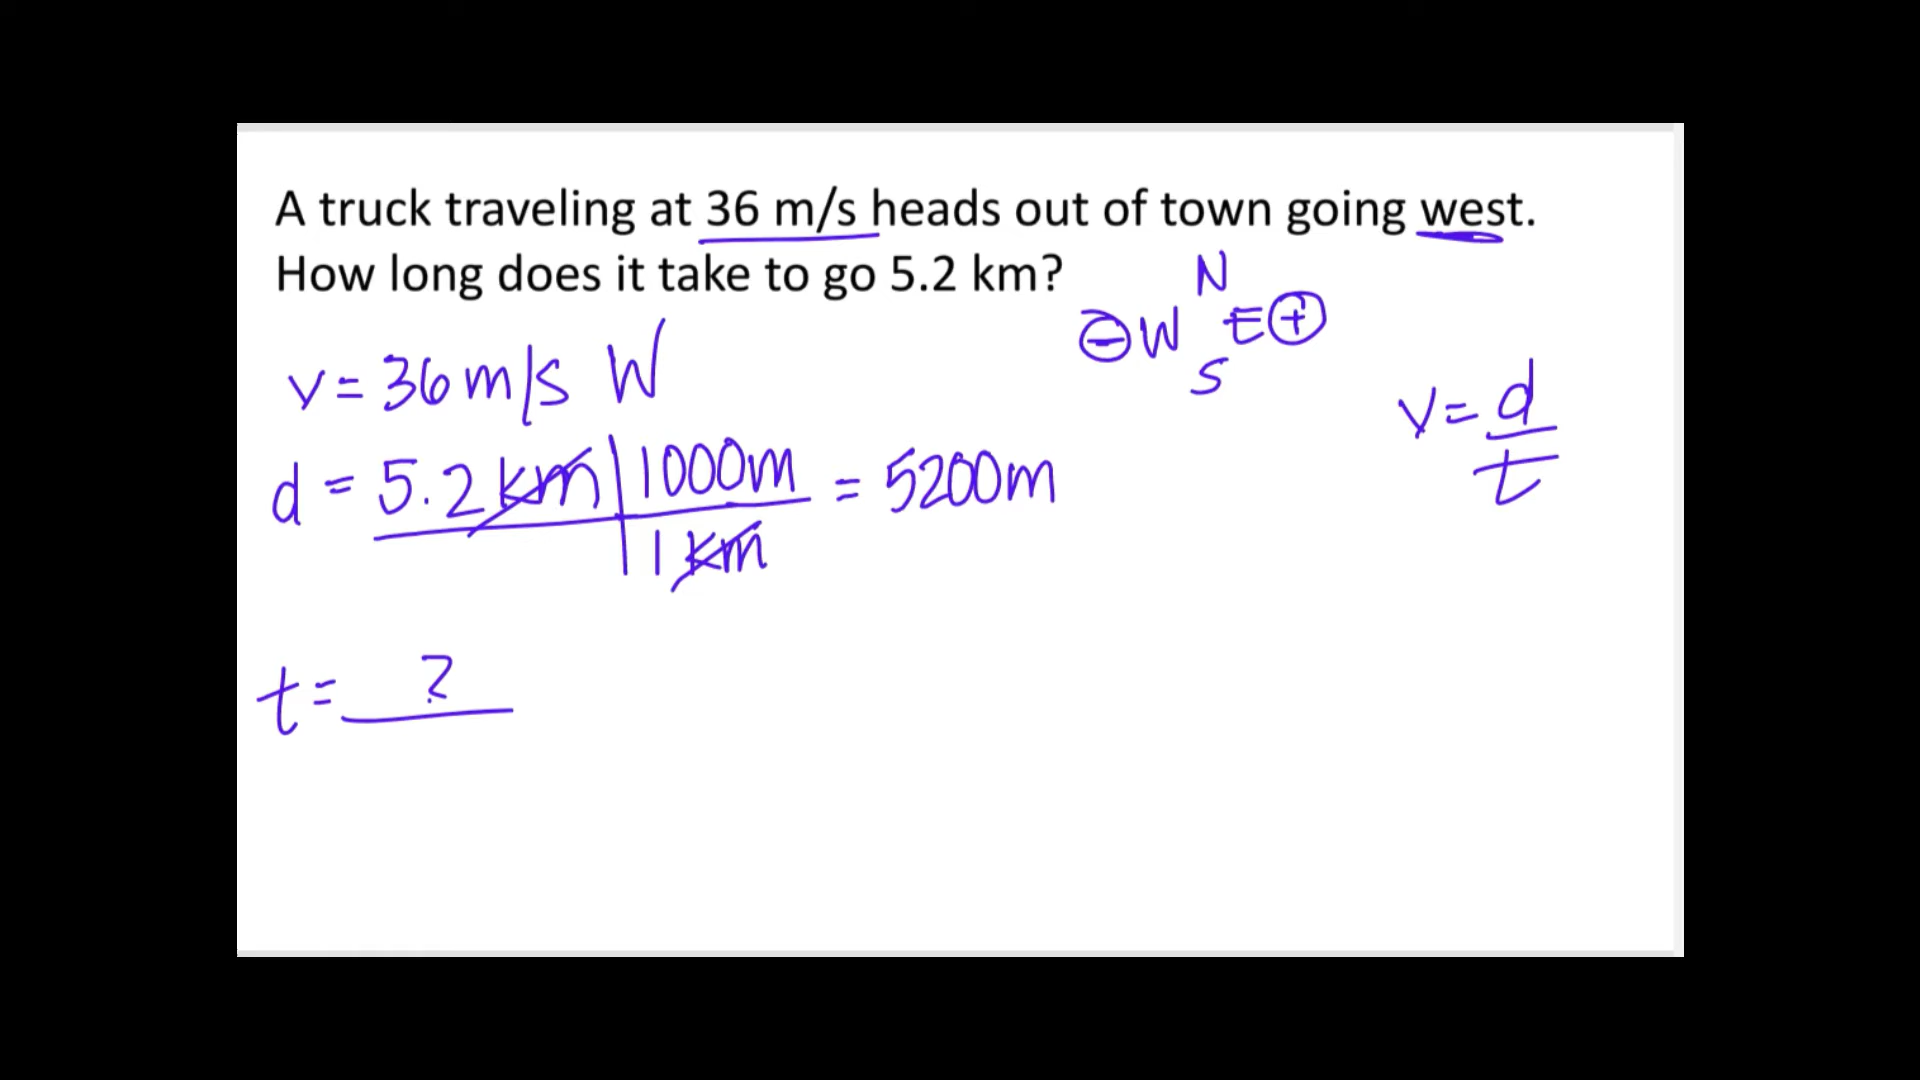 A truck traveling at 36 m/s heads out of town going west.
How long does it take to go 5.2 km?
N
⊖ W E ⊕
S
v = 36 m/s W
v = d/t
d = 5.2 km | 1000m = 5200m
1 km
t = ?